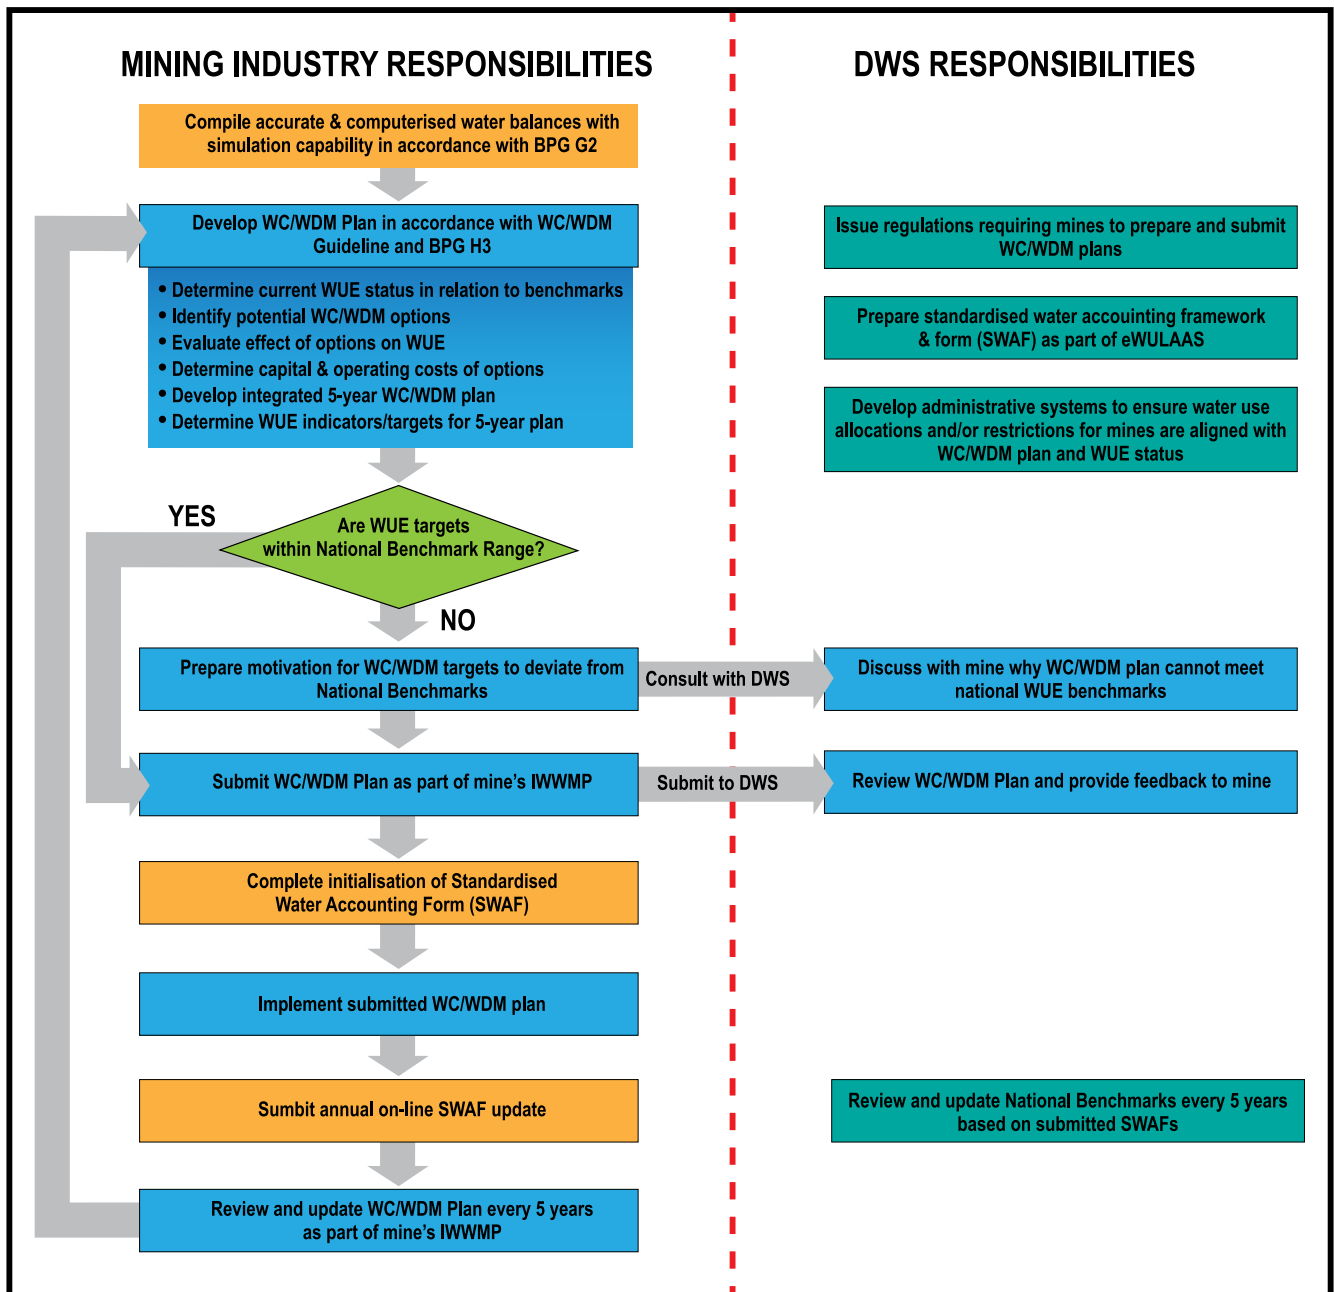 MINING INDUSTRY RESPONSIBILITIES
Compile accurate & computerised water balances with
simulation capability in accordance with BPG G2
Develop WC/WDM Plan in accordance with WC/WDM
Guideline and BPG H3
• Determine current WUE status in relation to benchmarks
• Identify potential WC/WDM options
• Evaluate effect of options on WUE
• Determine capital & operating costs of options
• Develop integrated 5-year WC/WDM plan
• Determine WUE indicators/targets for 5-year plan
YES
Are WUE targets
within National Benchmark Range?
NO
Prepare motivation for WC/WDM targets to deviate from
National Benchmarks
Consult with DWS
Submit WC/WDM Plan as part of mine's IWWMP
Submit to DWS
Complete initialisation of Standardised
Water Accounting Form (SWAF)
Implement submitted WC/WDM plan
Sumbit annual on-line SWAF update
Review and update WC/WDM Plan every 5 years
as part of mine's IWWMP
DWS RESPONSIBILITIES
Issue regulations requiring mines to prepare and submit
WC/WDM plans
Prepare standardised water accoiunting framework
& form (SWAF) as part of eWULAAS
Develop administrative systems to ensure water use
allocations and/or restrictions for mines are aligned with
WC/WDM plan and WUE status
Discuss with mine why WC/WDM plan cannot meet
national WUE benchmarks
Review WC/WDM Plan and provide feedback to mine
Review and update National Benchmarks every 5 years
based on submitted SWAFs